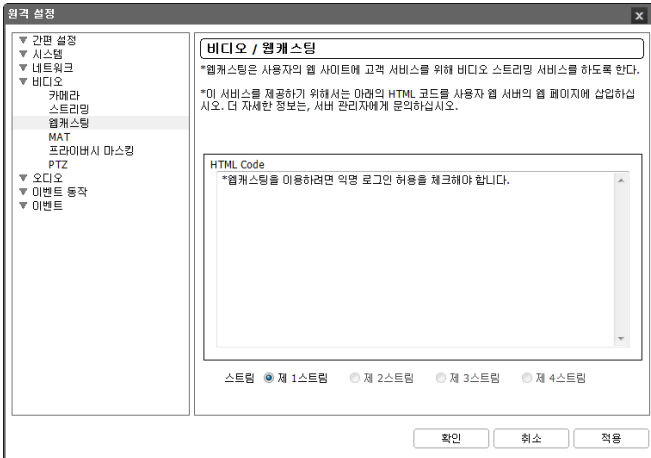 원격 설정
간편 설정
시스템
네트워크
비디오
카메라
스트리밍
웹캐스팅
MAT
프라이버시 마스킹
PTZ
오디오
이벤트 동작
이벤트
비디오 / 웹캐스팅
*웹캐스팅은 사용자의 웹 사이트에 고객 서비스를 위해 비디오 스트리밍 서비스를 하도록 한다.
*이 서비스를 제공하기 위해서는 아래의 HTML 코드를 사용자 웹 서버의 웹 페이지에 삽입하십
시오. 더 자세한 정보는, 서버 관리자에게 문의하십시오.
HTML Code
*웹캐스팅을 이용하려면 익명 로그인 허용을 체크해야 합니다.
스트림 제 1스트림 제 2스트림 제 3스트림 제 4스트림
확인 취소 적용